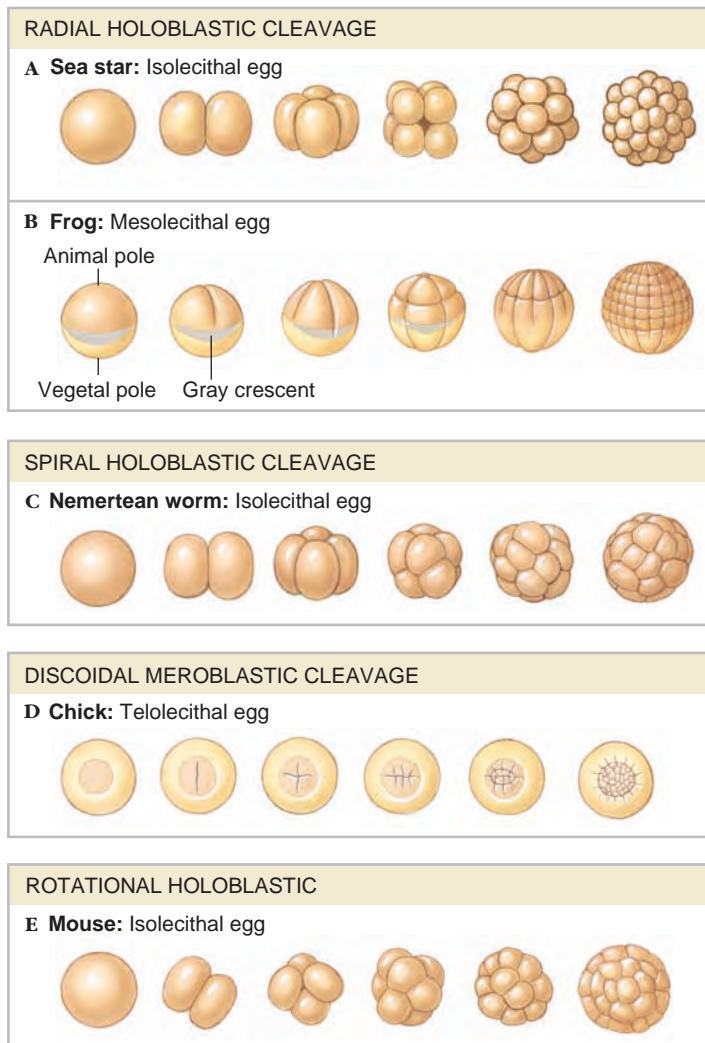 RADIAL HOLOBLASTIC CLEAVAGE
A Sea star: Isolecithal egg
B Frog: Mesolecithal egg
Animal pole
Vegetal pole Gray crescent
SPIRAL HOLOBLASTIC CLEAVAGE
C Nemertean worm: Isolecithal egg
DISCOIDAL MEROBLASTIC CLEAVAGE
D Chick: Telolecithal egg
ROTATIONAL HOLOBLASTIC
E Mouse: Isolecithal egg